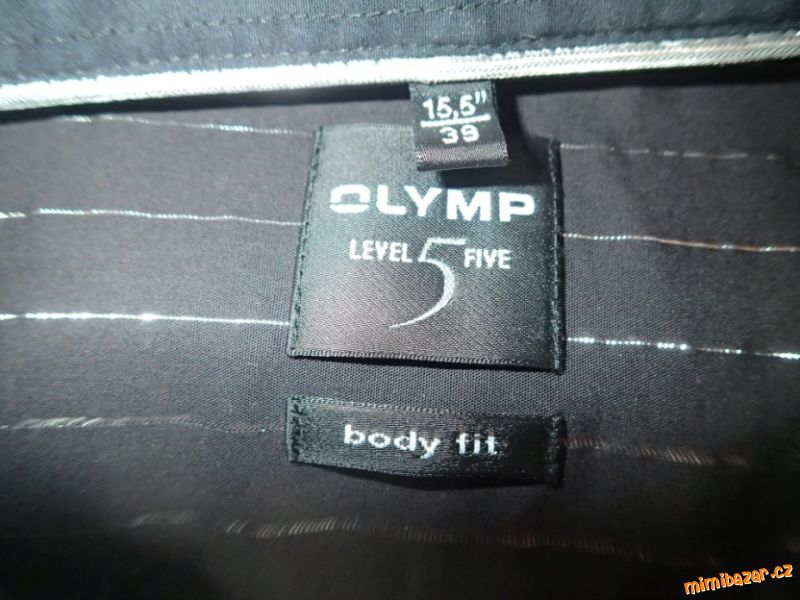 15,5"
39
OLYMP
LEVEL 5 FIVE
body fit
mimibazar.cz